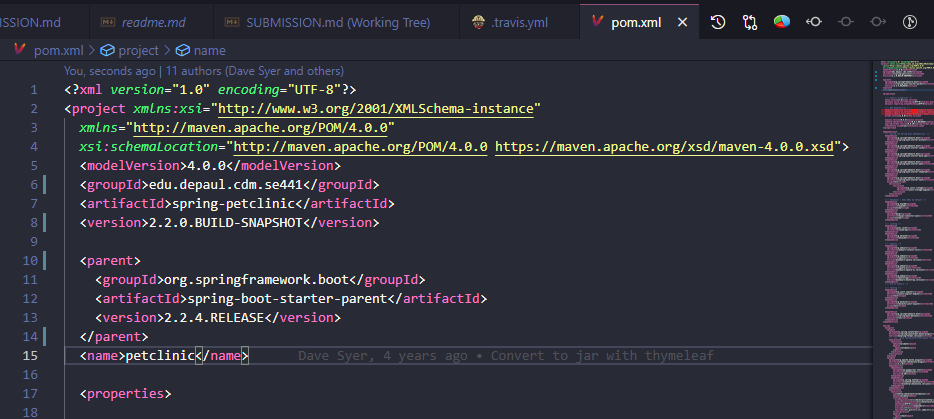 ISSION.md readme.md SUBMISSION.md (Working Tree) .travis.yml pom.xml
pom.xml > project > name
You, seconds ago | 11 authors (Dave Syer and others)
1 <?xml version="1.0" encoding="UTF-8"?>
2 <project xmlns:xsi="http://www.w3.org/2001/XMLSchema-instance"
3 xmlns="http://maven.apache.org/POM/4.0.0"
4 xsi:schemaLocation="http://maven.apache.org/POM/4.0.0 https://maven.apache.org/xsd/maven-4.0.0.xsd">
5 <modelVersion>4.0.0</modelVersion>
6 <groupId>edu.depaul.cdm.se441</groupId>
7 <artifactId>spring-petclinic</artifactId>
8 <version>2.2.0.BUILD-SNAPSHOT</version>
9
10 <parent>
11 <groupId>org.springframework.boot</groupId>
12 <artifactId>spring-boot-starter-parent</artifactId>
13 <version>2.2.4.RELEASE</version>
14 </parent>
15 <name>petclinic</name> Dave Syer, 4 years ago • Convert to jar with thymeleaf
16
17 <properties>
18